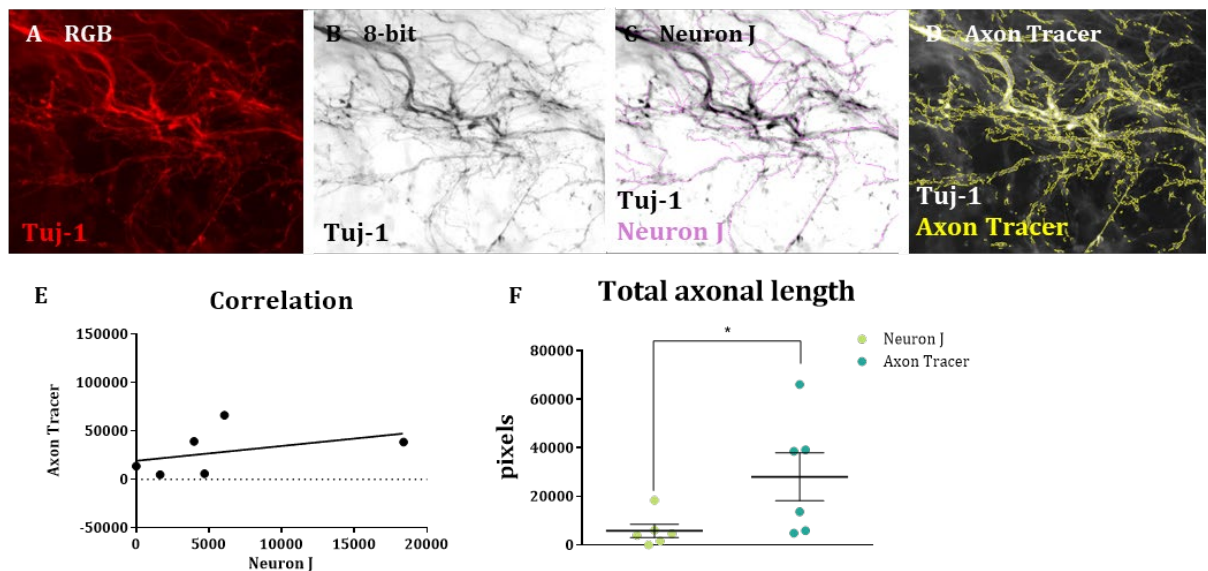 A RGB
Tuj-1
B 8-bit
Tuj-1
C Neuron J
Tuj-1
Neuron J
D Axon Tracer
Tuj-1
Axon Tracer
E
Correlation
Axon Tracer
150000
100000
50000
0
-50000
0 5000 10000 15000 20000
Neuron J
F
Total axonal length
*
Neuron J
Axon Tracer
pixels
80000
60000
40000
20000
0